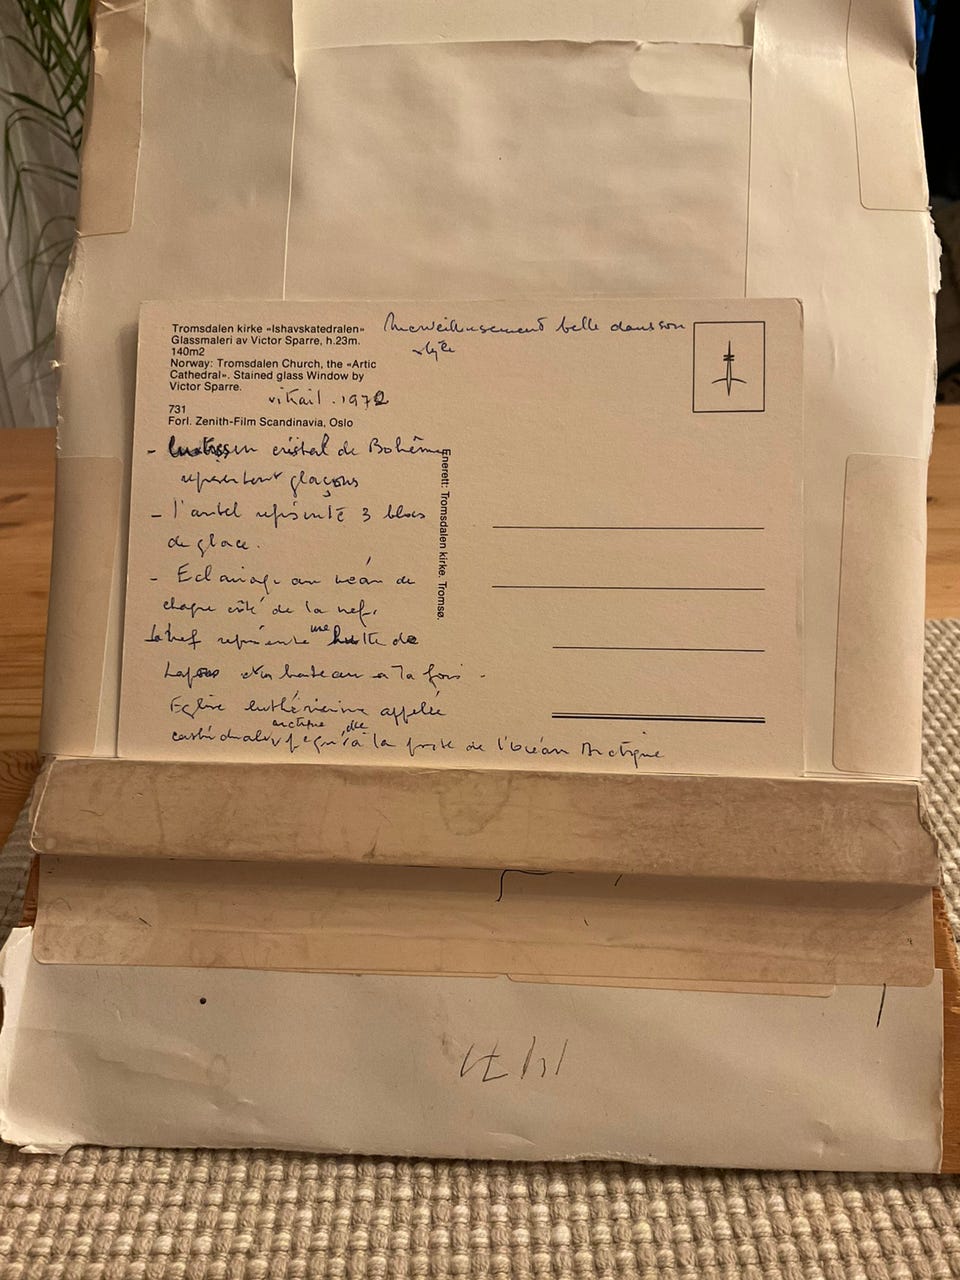 Tromsdalen kirke «Ishavskatedralen»
Glassmaleri av Victor Sparre, h.23m.
140m2
Norway: Tromsdalen Church, the «Artic
Cathedral». Stained glass Window by
Victor Sparre.
vitrail. 1972
731
Forl. Zenith-Film Scandinavia, Oslo
Merveilleusement belle dans son
style
- Lustres en cristal de Bohême
représentent glaçons
- l'autel représente 3 blocs
de glace.
- Eclairage au néon de
chaque côté de la nef.
La nef représente une hutte de
Lapons et un bateau à la fois.
Eglise luthérienne appelée
cathédrale arctique de
à la porte de l'Océan Arctique
Enerett: Tromsdalen kirke. Tromsø.